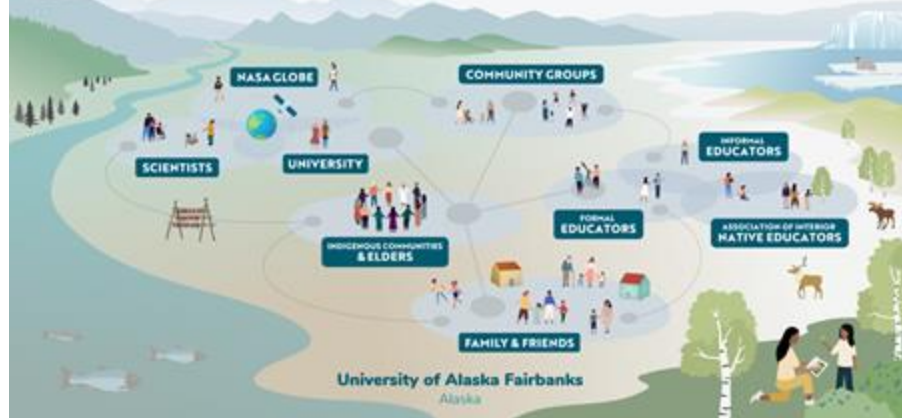 NASA GLOBE
COMMUNITY GROUPS
SCIENTISTS
UNIVERSITY
INFORMAL
EDUCATORS
INDIGENOUS COMMUNITIES
& ELDERS
FORMAL
EDUCATORS
ASSOCIATION OF INTERIOR
NATIVE EDUCATORS
FAMILY & FRIENDS
University of Alaska Fairbanks
Alaska